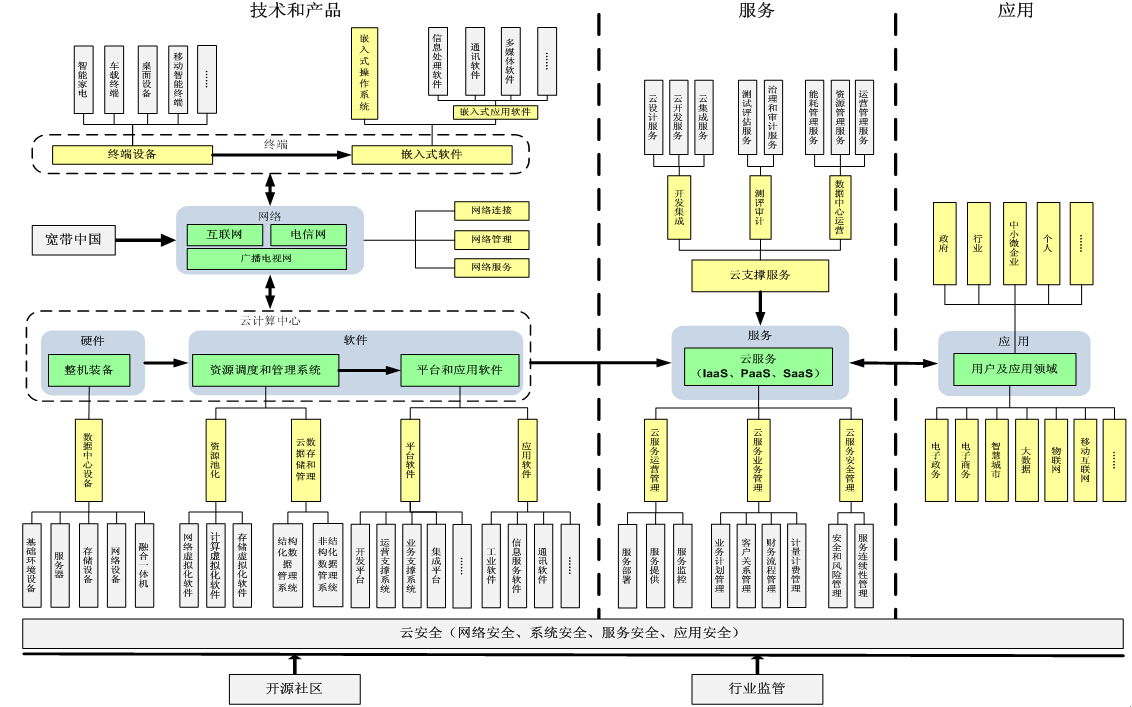 技术和产品
服务
应用
智能家电
车载终端
桌面设备
移动智能终端
……
嵌入式操作系统
信息处理软件
通讯软件
多媒体软件
……
嵌入式应用软件
终端
终端设备
嵌入式软件
宽带中国
网络
互联网
电信网
广播电视网
网络连接
网络管理
网络服务
云计算中心
硬件
整机装备
软件
资源调度和管理系统
平台和应用软件
数据中心设备
资源池化
云数据存储和管理
平台软件
应用软件
基础环境设备
服务器
存储设备
网络设备
融合一体机
网络虚拟化软件
计算虚拟化软件
存储虚拟化软件
结构化数据管理系统
非结构化数据管理系统
开发平台
运营支撑系统
业务支撑系统
集成平台
……
工业软件
信息服务软件
通讯软件
……
云设计服务
云开发服务
云集成服务
测试评估服务
治理和审计服务
能耗管理服务
资源管理服务
运营管理服务
开发集成
测评审计
数据中心运营
云支撑服务
服务
云服务
（IaaS、PaaS、SaaS）
云服务运营管理
云服务业务管理
云服务安全管理
服务部署
服务提供
服务监控
业务计划管理
客户关系管理
财务流程管理
计量计费管理
安全和风险管理
服务连续性管理
政府
行业
中小微企业
个人
……
应用
用户及应用领域
电子政务
电子商务
智慧城市
大数据
物联网
移动互联网
……
云安全（网络安全、系统安全、服务安全、应用安全）
开源社区
行业监管